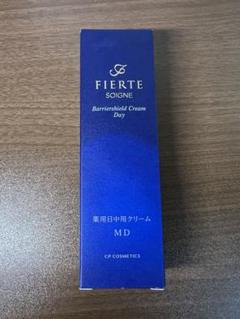 FIERTE
SOIGNE
Barriershield Cream
Day
薬用日中用クリーム
MD
CP COSMETICS